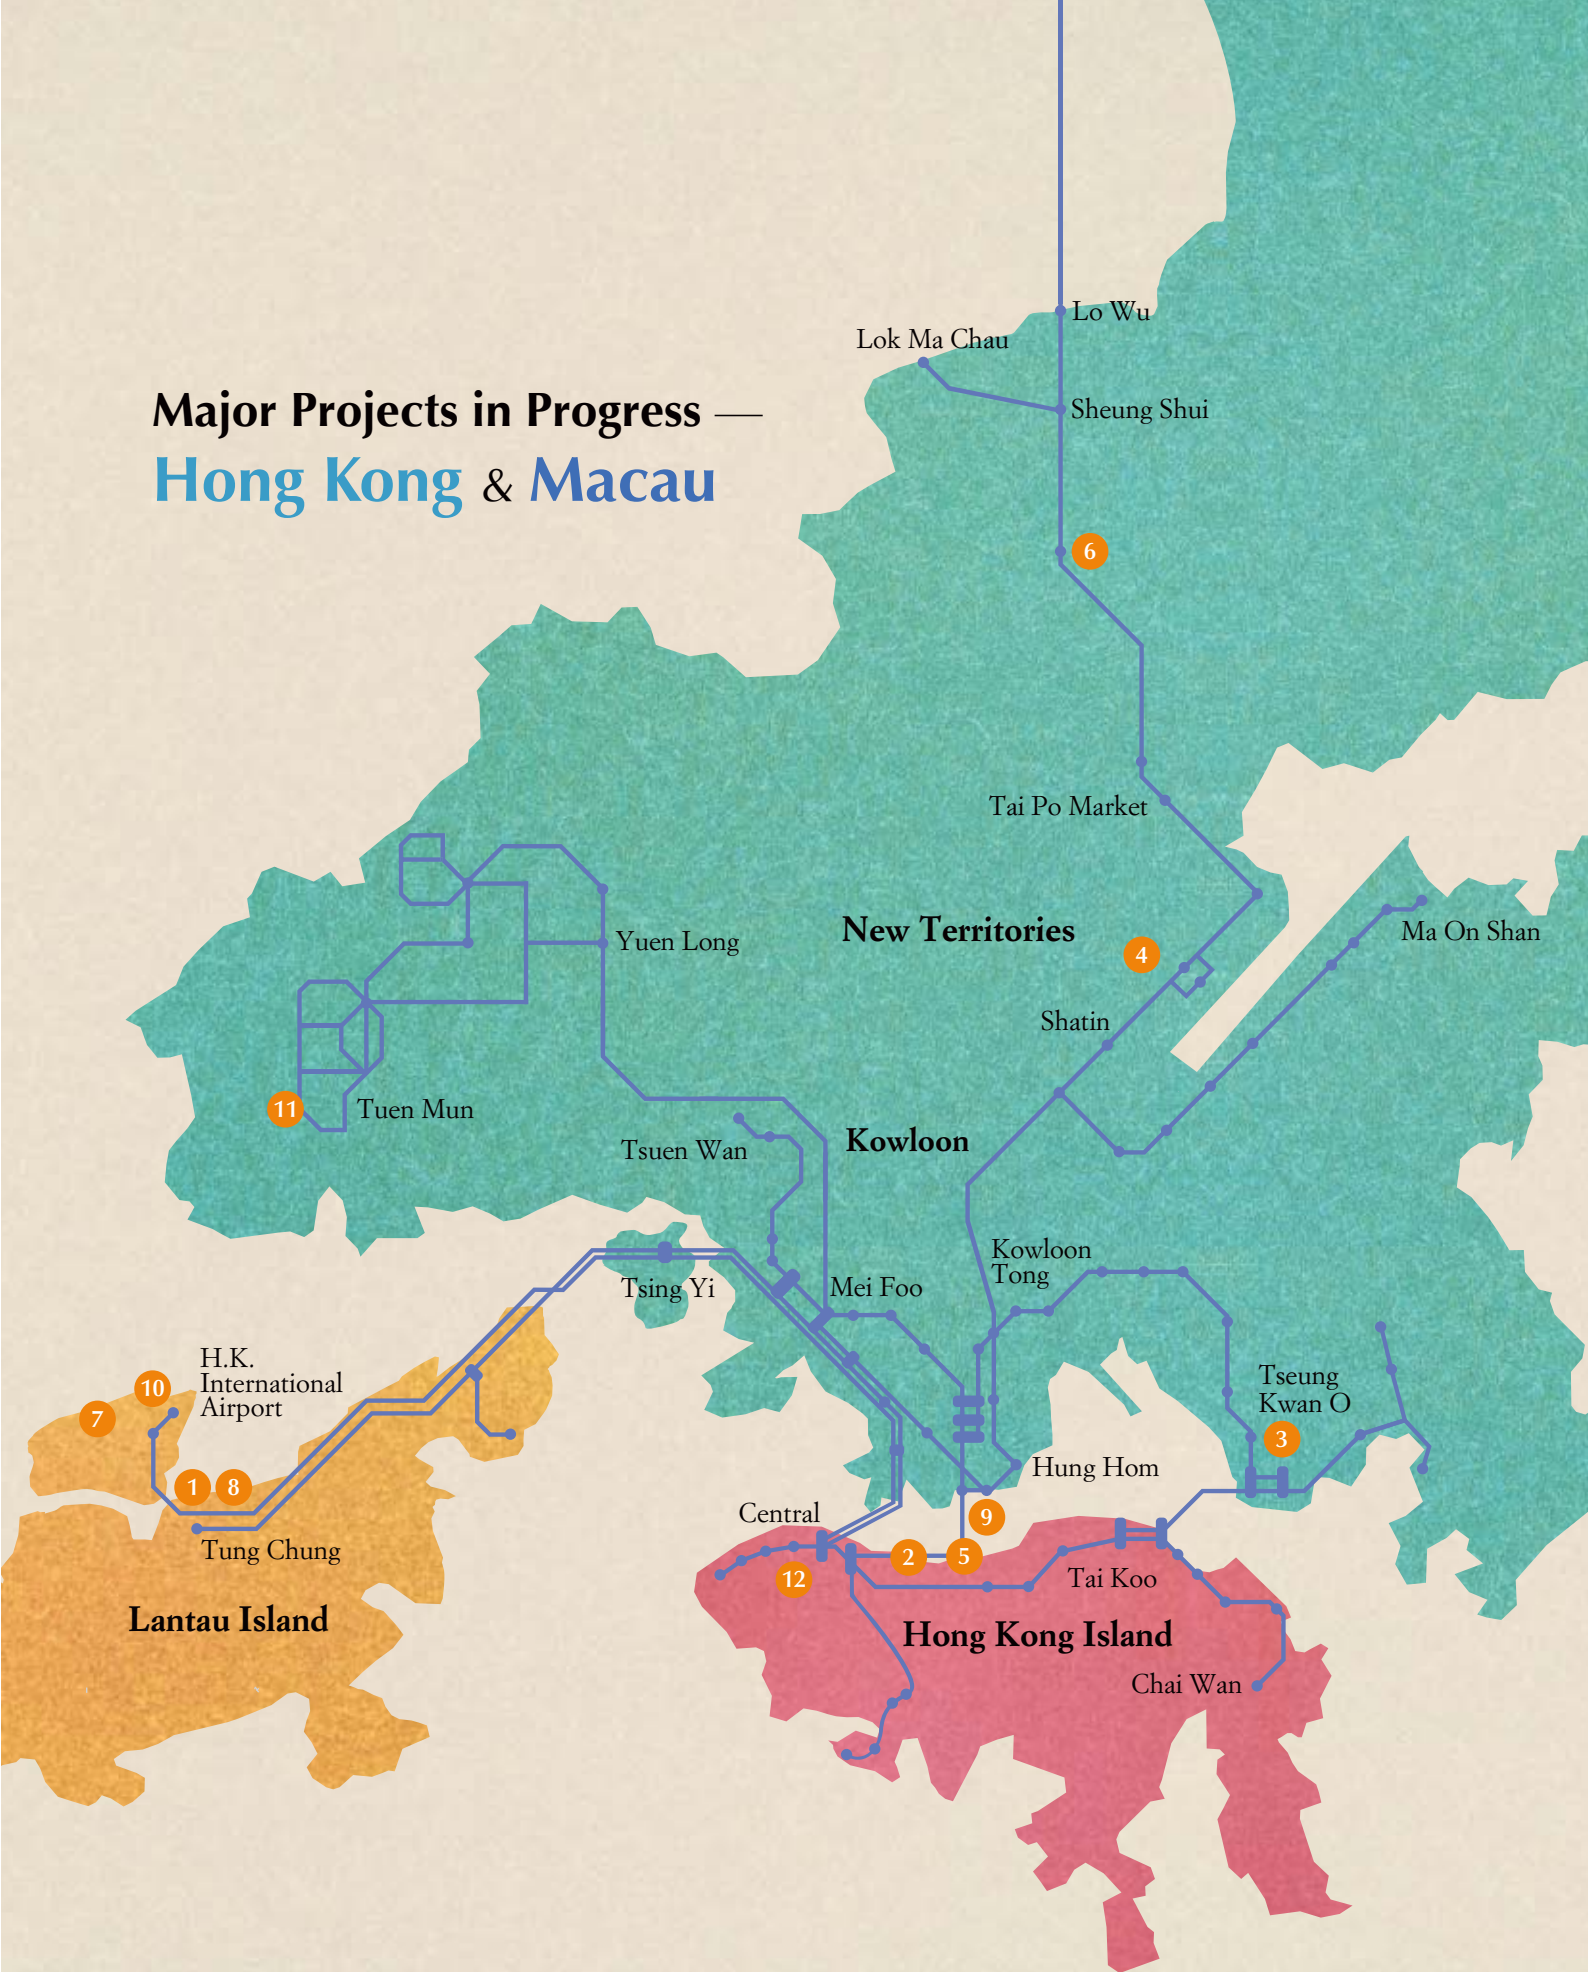 Lo Wu
Lok Ma Chau
Major Projects in Progress —
Sheung Shui
Hong Kong & Macau
6
Tai Po Market
New Territories
Ma On Shan
Yuen Long
4
Shatin
11
Tuen Mun
Tsuen Wan
Kowloon
Kowloon
Tong
Tsing Yi
Mei Foo
H.K.
International
Airport
10
7
Tseung
Kwan O
3
Hung Hom
1
8
Central
9
Tung Chung
2
5
12
Tai Koo
Lantau Island
Hong Kong Island
Chai Wan